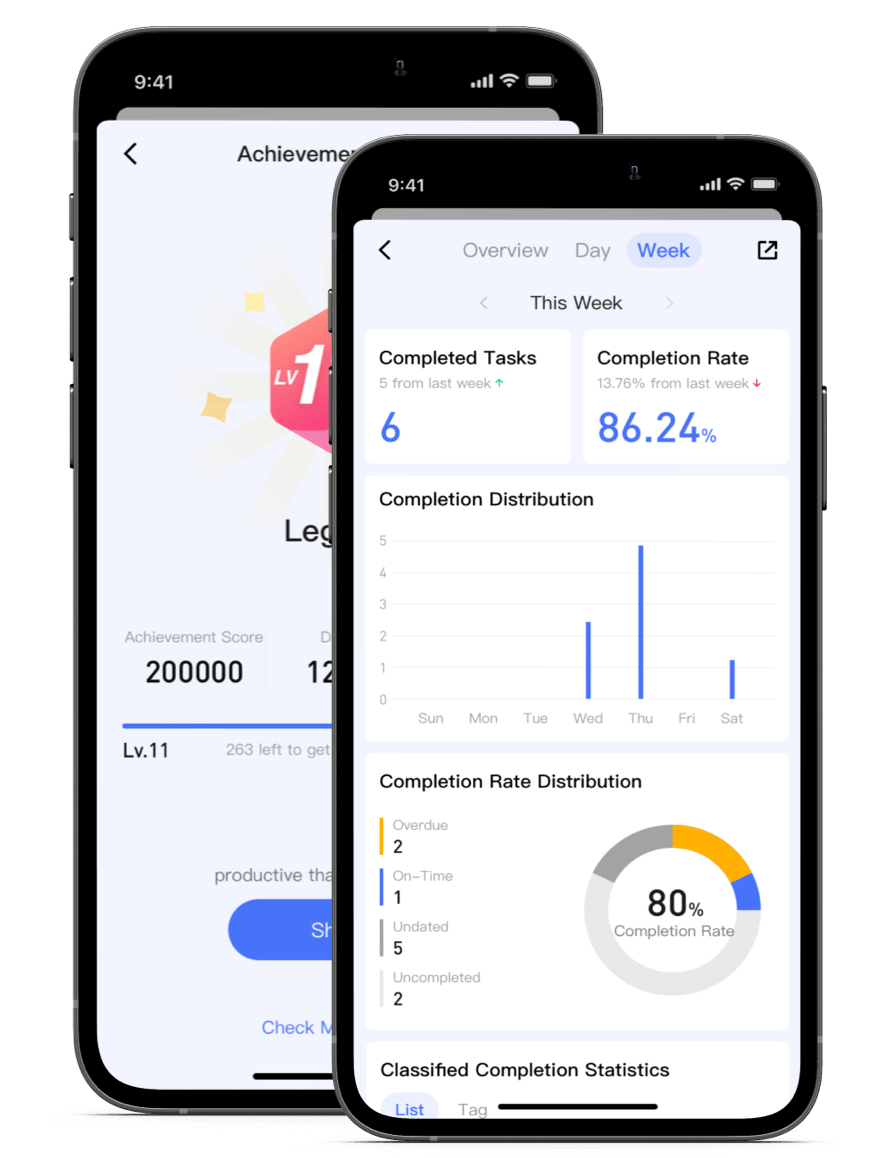 9:41
Achieveme
LV1
Leg
Achievement Score
D
200000
12
Lv.11
263 left to get
productive tha
Sh
Check M
9:41
Overview Day Week
This Week
Completed Tasks
5 from last week
6
Completion Rate
13.76% from last week
86.24%
Completion Distribution
5
4
3
2
1
0
Sun Mon Tue Wed Thu Fri Sat
Completion Rate Distribution
Overdue
2
On-Time
1
Undated
5
Uncompleted
2
80%
Completion Rate
Classified Completion Statistics
List Tag